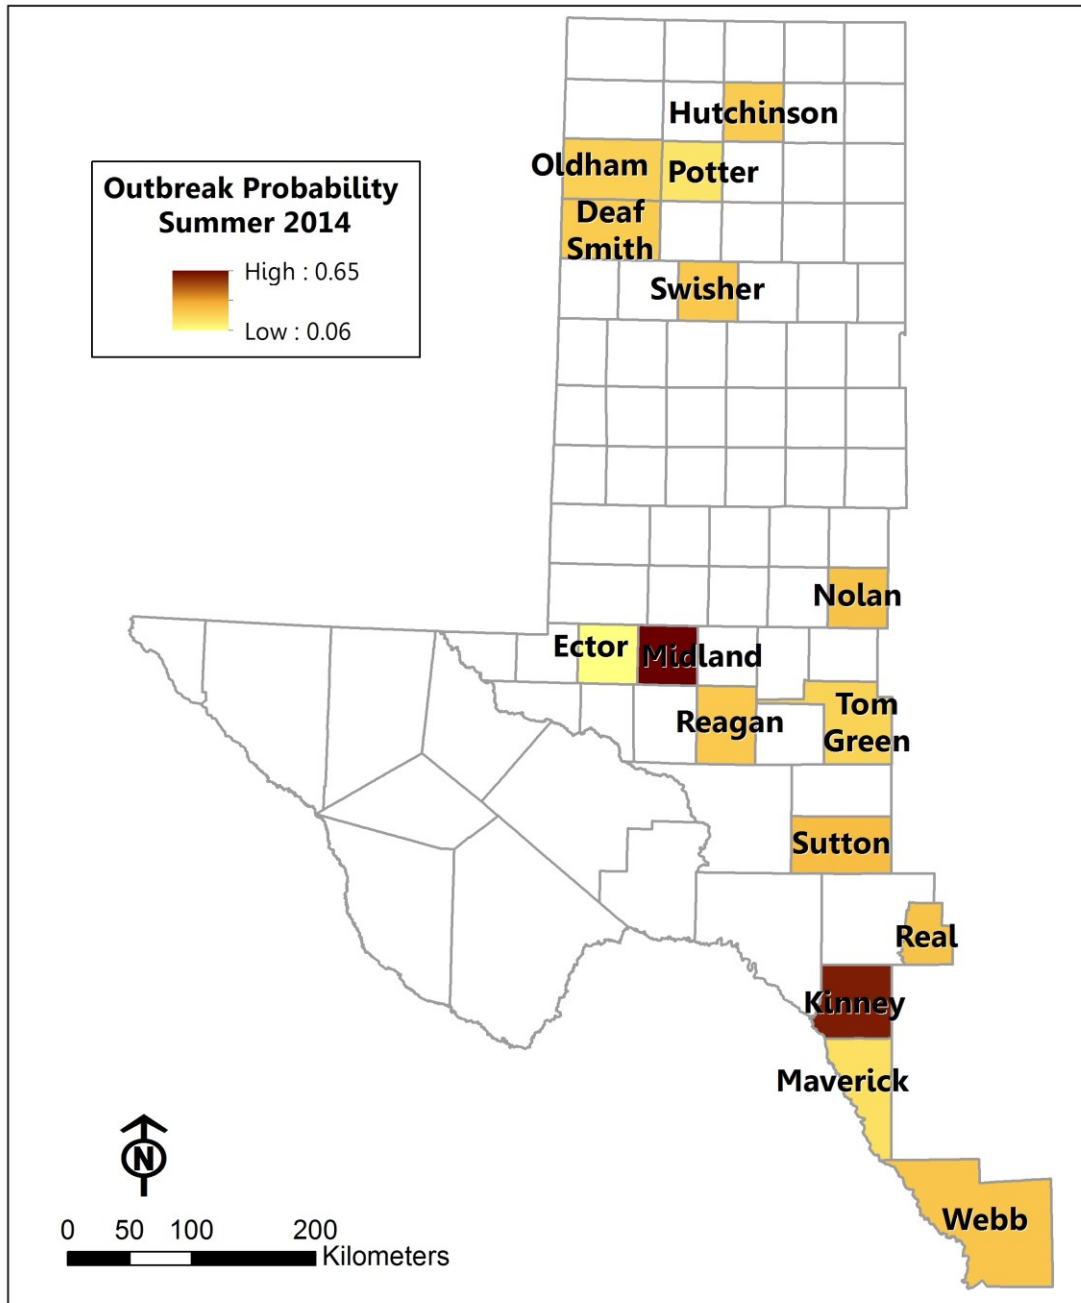 Hutchinson
Oldham
Potter
Outbreak Probability
Summer 2014
High : 0.65
Low : 0.06
Deaf
Smith
Swisher
Nolan
Ector
Midland
Reagan
Tom
Green
Sutton
Real
Kinney
Maverick
Webb
N
0 50 100 200
Kilometers